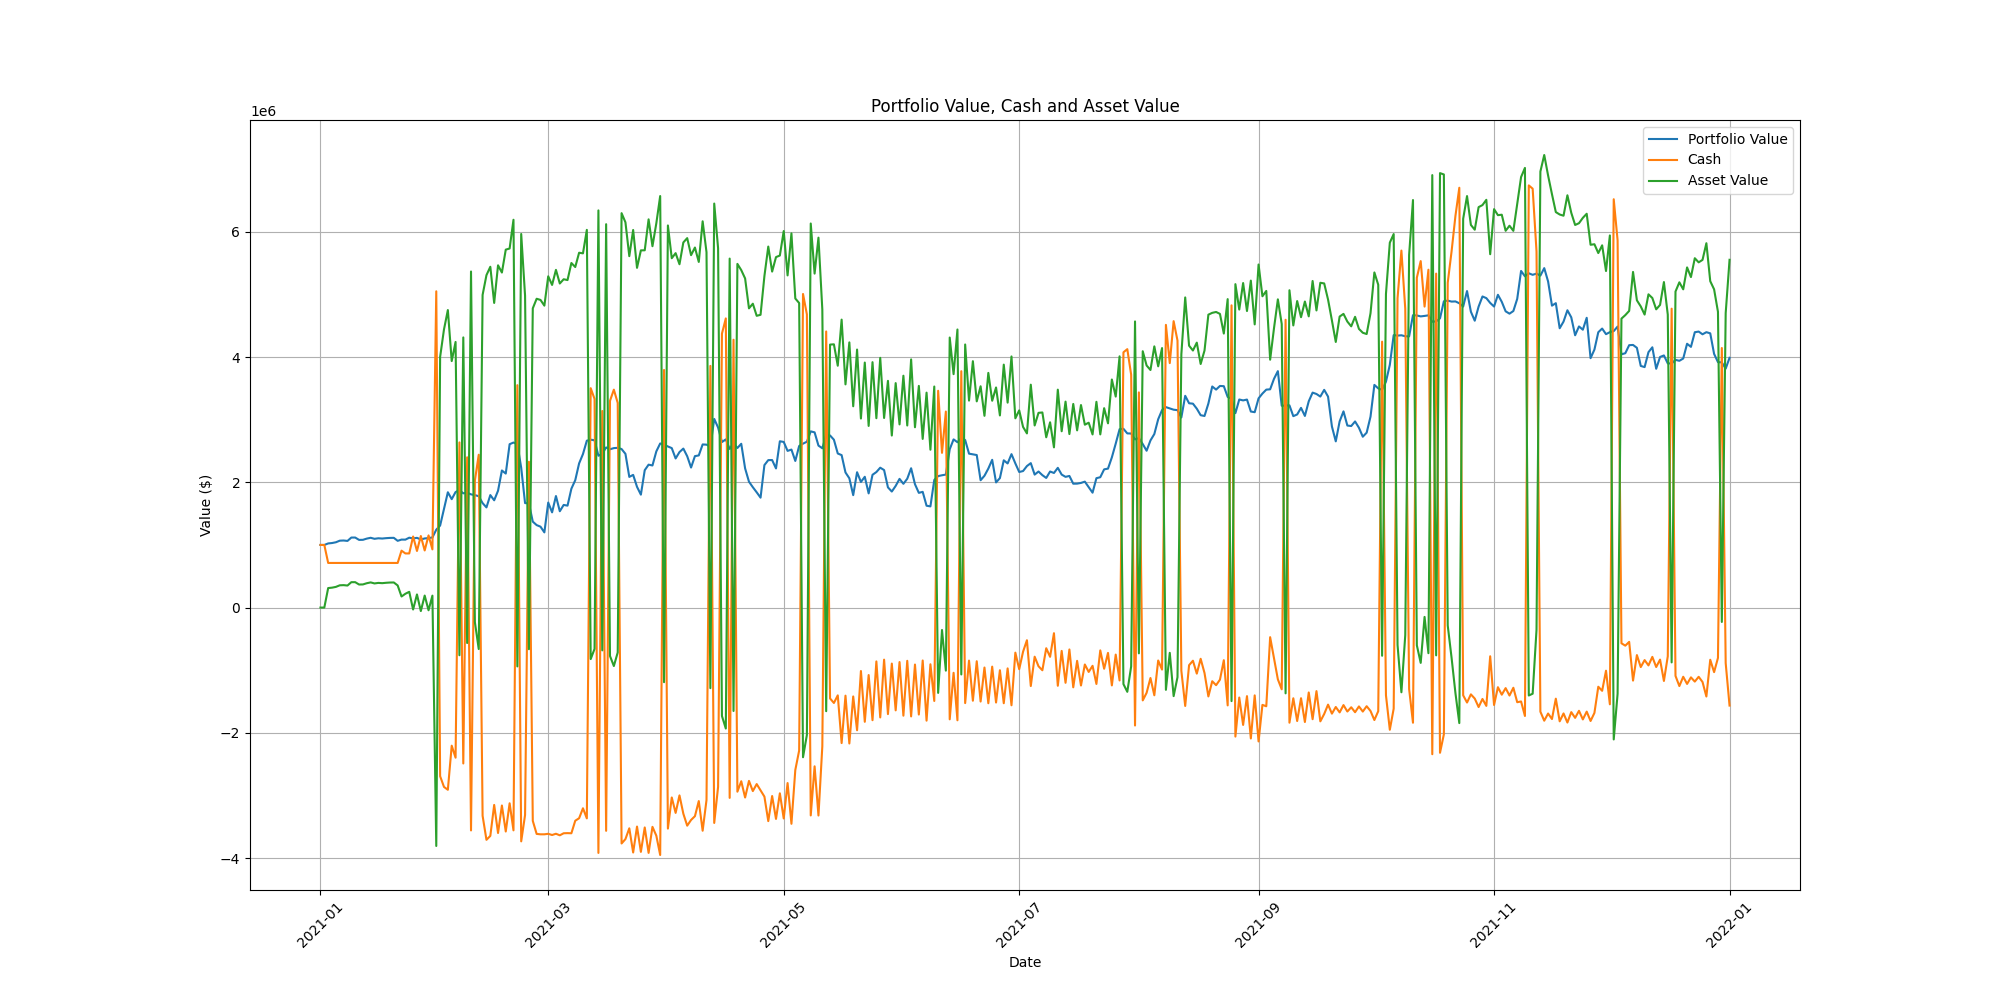 Portfolio Value, Cash and Asset Value
1e6
Portfolio Value
Cash
Asset Value
6
4
2
0
−2
−4
Value ($)
2021-01
2021-03
2021-05
2021-07
2021-09
2021-11
2022-01
Date